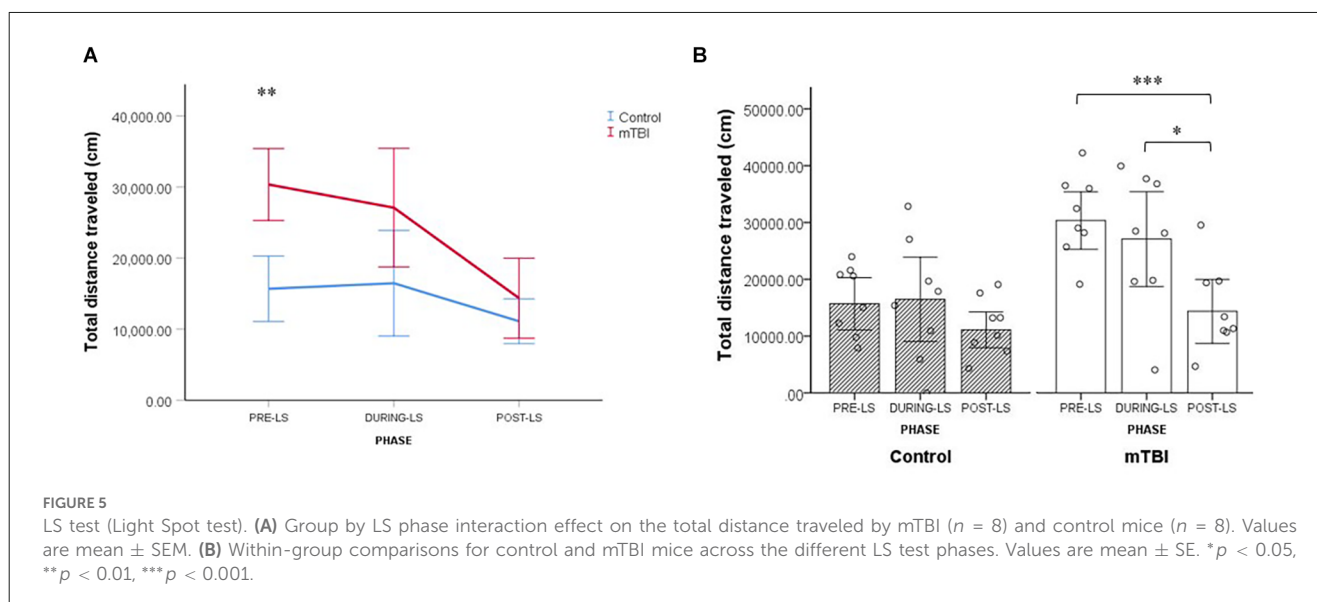 A
**
40,000.00
30,000.00
20,000.00
10,000.00
0.00
Total distance traveled (cm)
PRE-LS DURING-LS POST-LS
PHASE
Control
mTBI
B
***
*
50000.00
40000.00
30000.00
20000.00
10000.00
.00
Total distance traveled (cm)
PRE-LS DURING-LS POST-LS PRE-LS DURING-LS POST-LS
PHASE PHASE
Control mTBI
FIGURE 5
LS test (Light Spot test). (A) Group by LS phase interaction effect on the total distance traveled by mTBI (n = 8) and control mice (n = 8). Values
are mean ± SEM. (B) Within-group comparisons for control and mTBI mice across the different LS test phases. Values are mean ± SE. *p < 0.05,
**p < 0.01, ***p < 0.001.